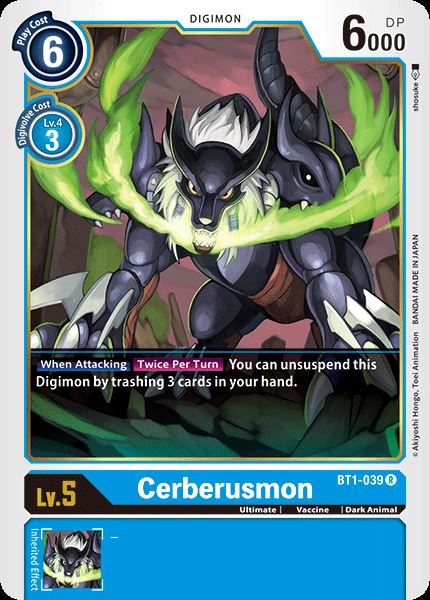 Play Cost
6
DIGIMON
DP
6000
Digivolve Cost
Lv.4
3
shosuke
©Akiyoshi Hongo, Toei Animation BANDAI MADE IN JAPAN
When Attacking Twice Per Turn You can unsuspend this
Digimon by trashing 3 cards in your hand.
BT1-039 R
Lv.5
Cerberusmon
Ultimate | Vaccine | Dark Animal
Inherited Effect
–